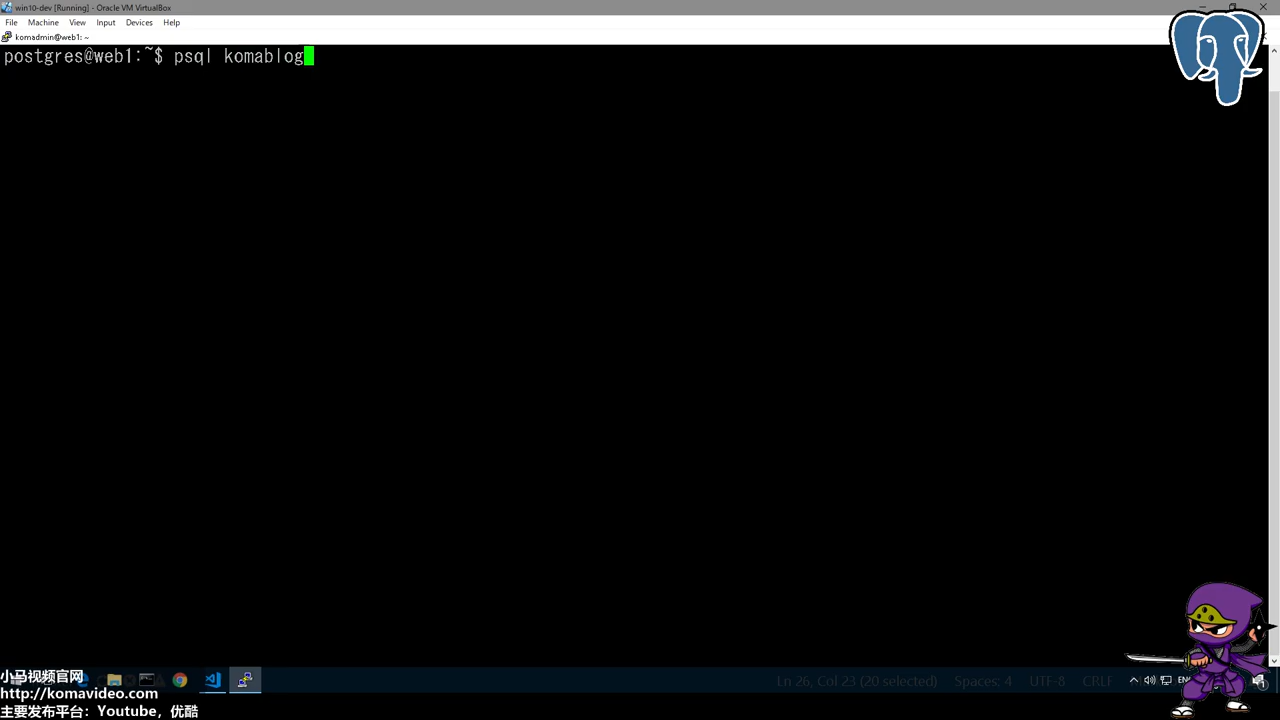 win10-dev [Running] - Oracle VM VirtualBox
File Machine View Input Devices Help
komadmin@web1: ~
postgres@web1:~$ psql komablog
小马视频官网
http://komavideo.com
主要发布平台：Youtube，优酷
Ln 26, Col 23 (20 selected) Spaces: 4 UTF-8 CRLF